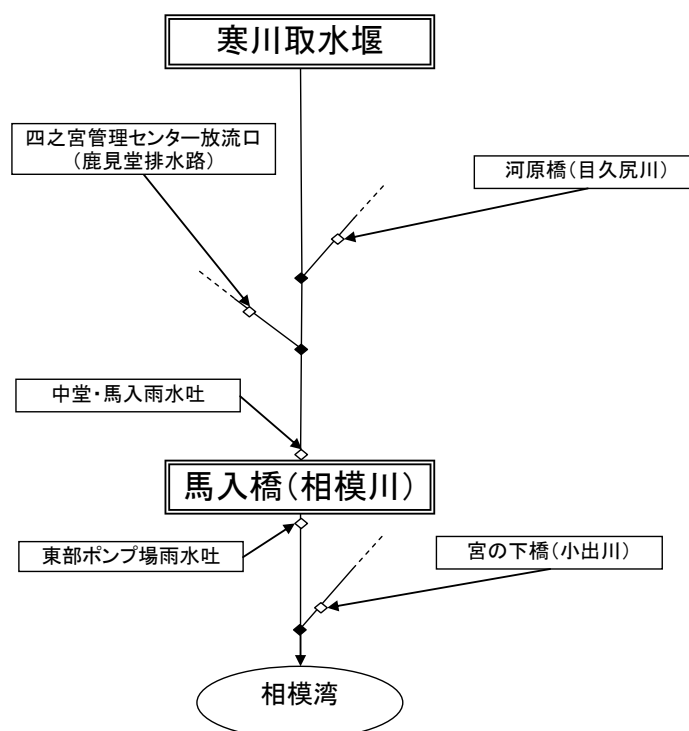 寒川取水堰
四之宮管理センター放流口
(鹿見堂排水路)
河原橋(目久尻川)
中堂・馬入雨水吐
馬入橋(相模川)
東部ポンプ場雨水吐
宮の下橋(小出川)
相模湾